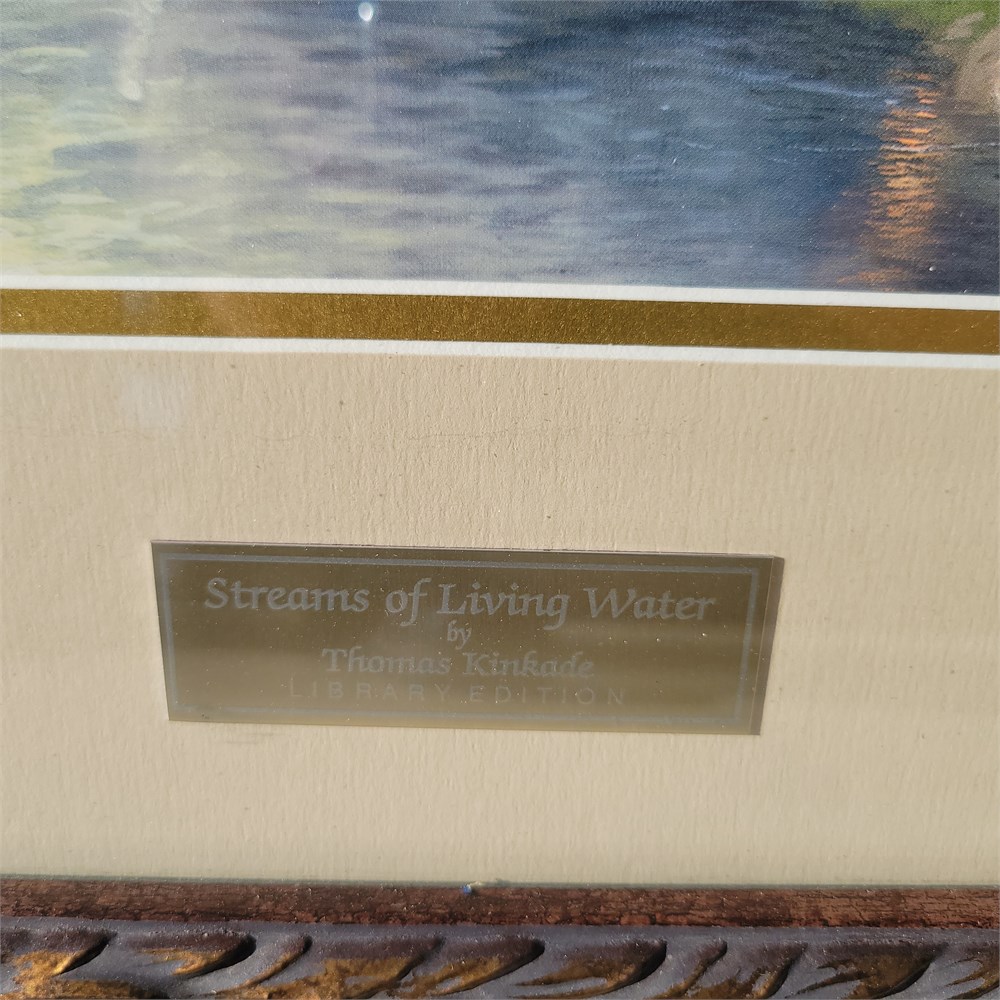 Streams of Living Water
by
Thomas Kinkade
LIBRARY EDITION